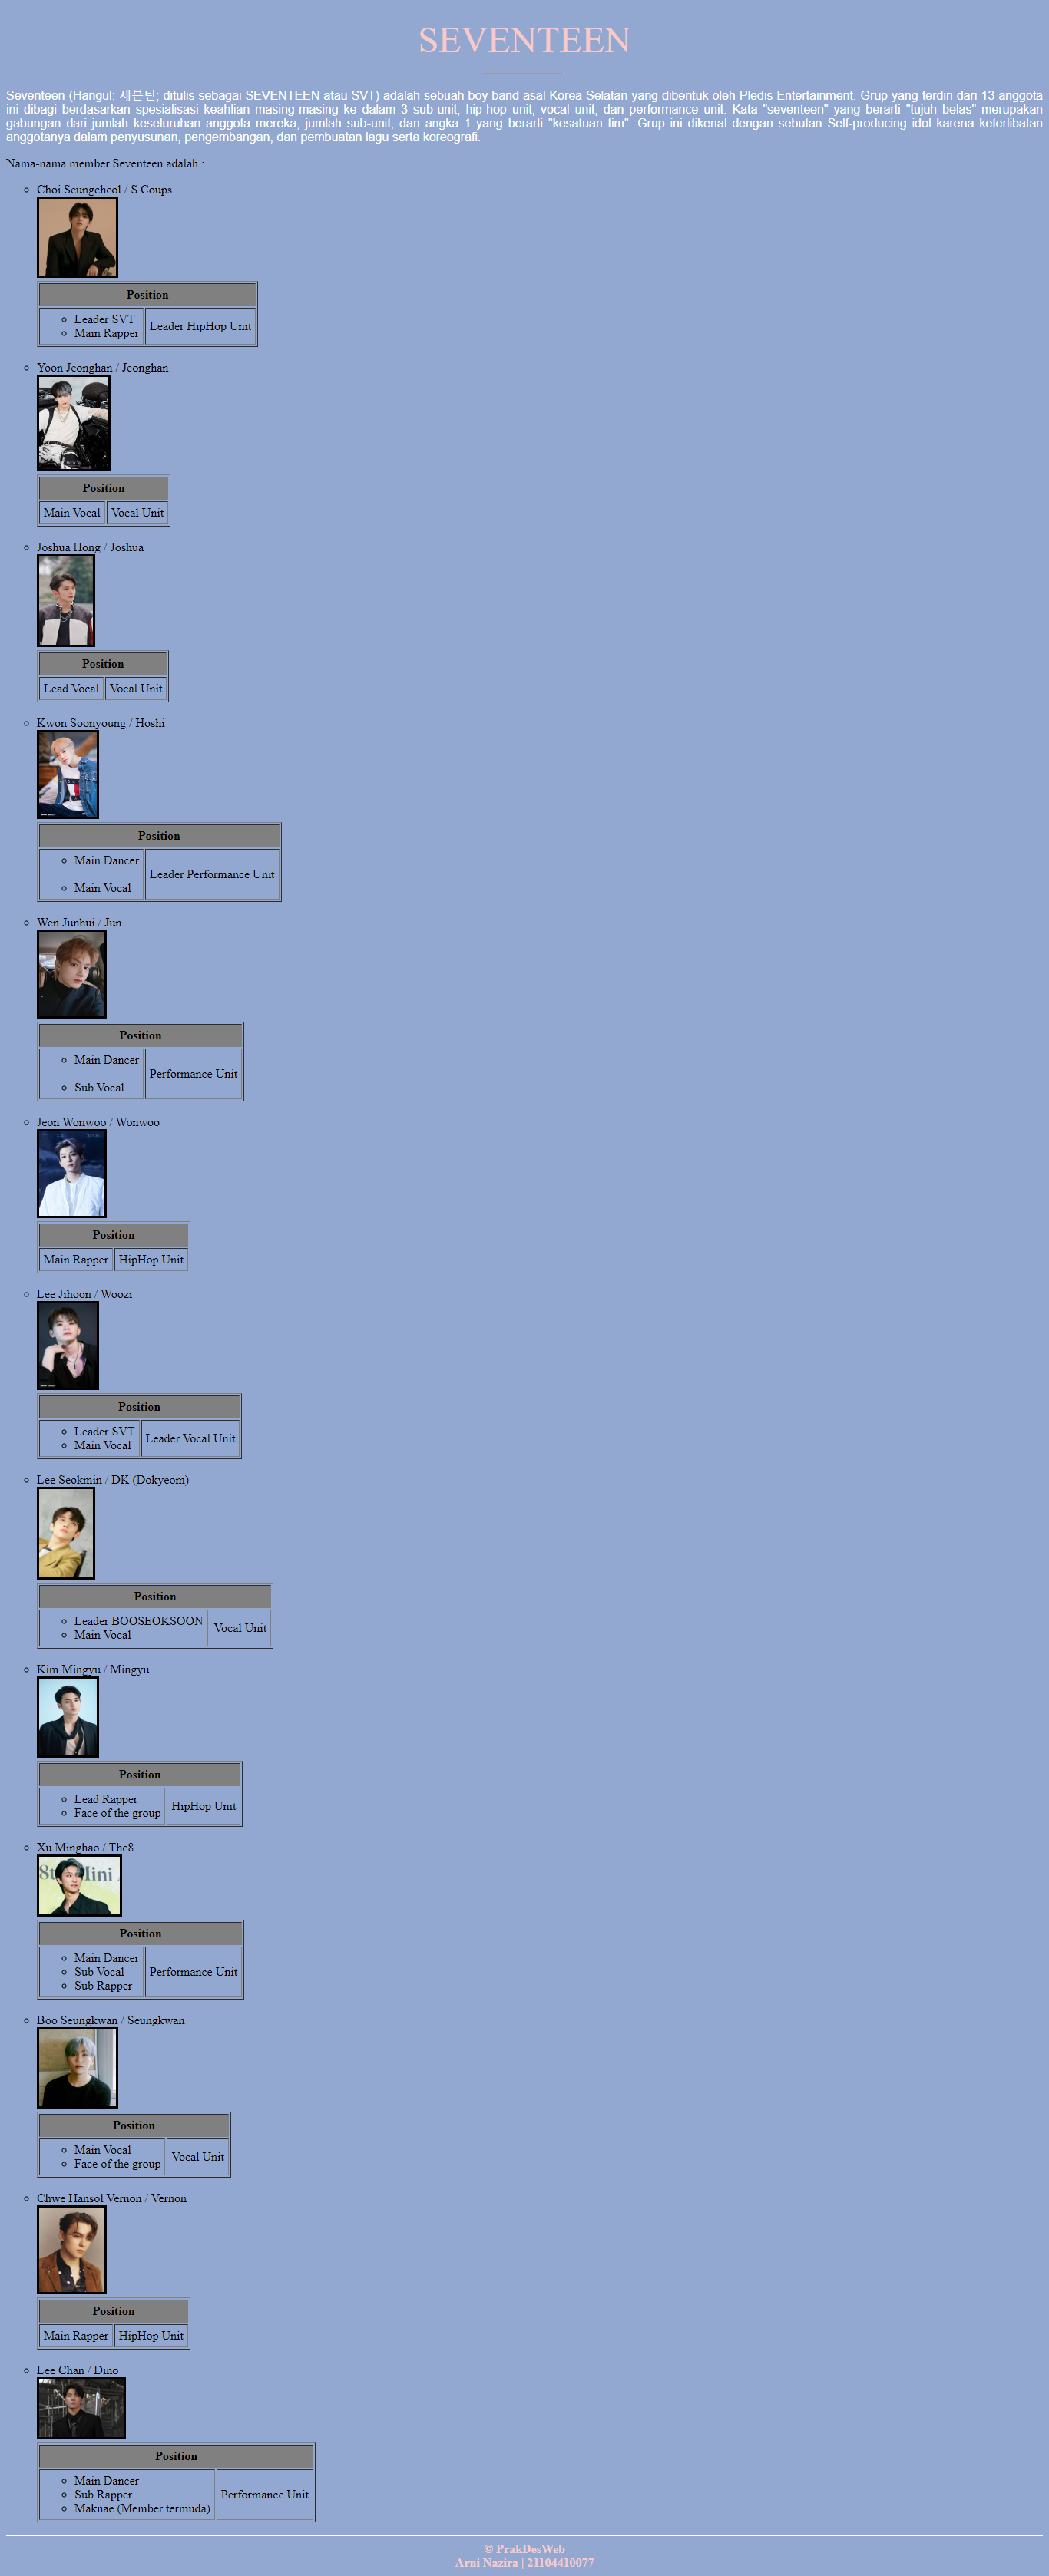 SEVENTEEN
Seventeen (Hangul: 세븐틴; ditulis sebagai SEVENTEEN atau SVT) adalah sebuah boy band asal Korea Selatan yang dibentuk oleh Pledis Entertainment. Grup yang terdiri dari 13 anggota
ini dibagi berdasarkan spesialisasi keahlian masing-masing ke dalam 3 sub-unit; hip-hop unit, vocal unit, dan performance unit. Kata "seventeen" yang berarti "tujuh belas" merupakan
gabungan dari jumlah keseluruhan anggota mereka, jumlah sub-unit, dan angka 1 yang berarti "kesatuan tim". Grup ini dikenal dengan sebutan Self-producing idol karena keterlibatan
anggotanya dalam penyusunan, pengembangan, dan pembuatan lagu serta koreografi.
Nama-nama member Seventeen adalah :
Choi Seungcheol / S.Coups
Position
Leader SVT
Main Rapper
Leader HipHop Unit
Yoon Jeonghan / Jeonghan
Position
Main Vocal Vocal Unit
Joshua Hong / Joshua
Position
Lead Vocal Vocal Unit
Kwon Soonyoung / Hoshi
Position
Main Dancer
Main Vocal
Leader Performance Unit
Wen Junhui / Jun
Position
Main Dancer
Sub Vocal
Performance Unit
Jeon Wonwoo / Wonwoo
Position
Main Rapper HipHop Unit
Lee Jihoon / Woozi
Position
Leader SVT
Main Vocal
Leader Vocal Unit
Lee Seokmin / DK (Dokyeom)
Position
Leader BOOSEOKSOON
Main Vocal
Vocal Unit
Kim Mingyu / Mingyu
Position
Lead Rapper
Face of the group
HipHop Unit
Xu Minghao / The8
8th Mini
Position
Main Dancer
Sub Vocal
Sub Rapper
Performance Unit
Boo Seungkwan / Seungkwan
Position
Main Vocal
Face of the group
Vocal Unit
Chwe Hansol Vernon / Vernon
Position
Main Rapper HipHop Unit
Lee Chan / Dino
Position
Main Dancer
Sub Rapper
Maknae (Member termuda)
Performance Unit
© PrakDesWeb
Arni Nazira | 21104410077